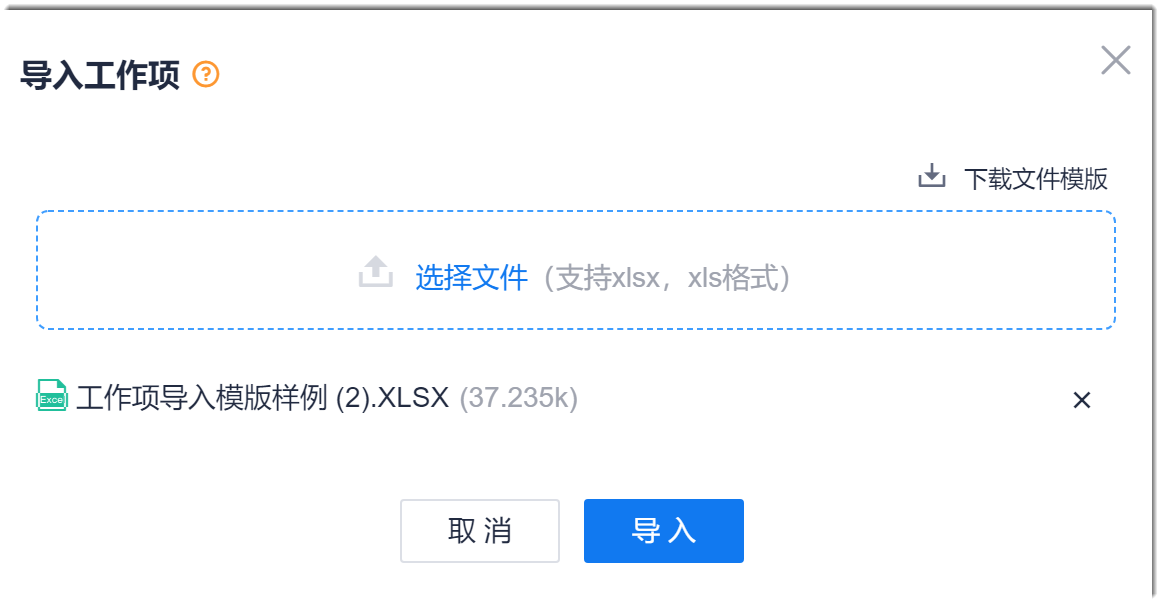 导入工作项 ?
下载文件模版
选择文件（支持xlsx，xls格式）
Excel 工作项导入模版样例 (2).XLSX (37.235k)
取 消
导 入